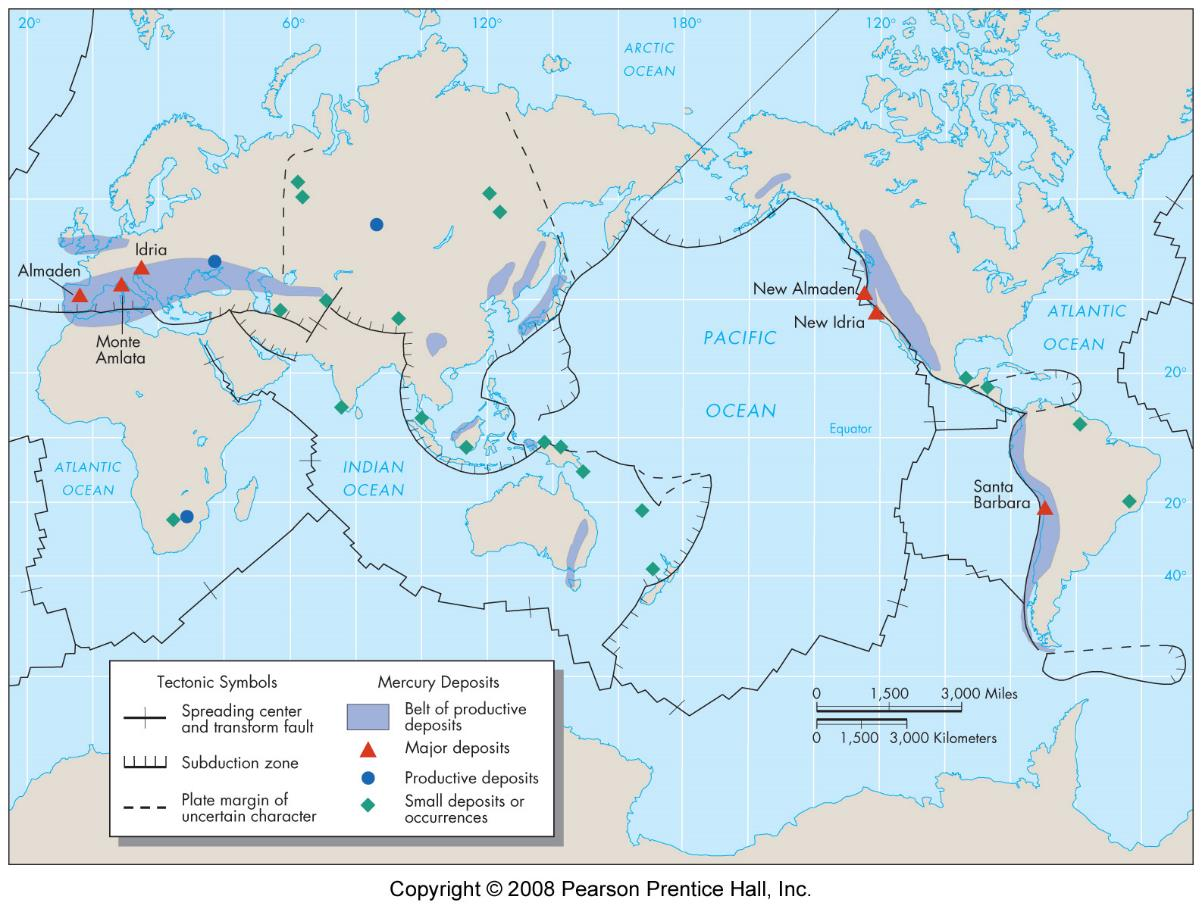 20°
60°
120°
180°
120°
ARCTIC
OCEAN
Idria
Almaden
Monte
Amlata
New Almaden
New Idria
ATLANTIC
OCEAN
PACIFIC
OCEAN
20°
Equator
ATLANTIC
OCEAN
INDIAN
OCEAN
Santa
Barbara
20°
40°
Tectonic Symbols
Spreading center
and transform fault
Subduction zone
Plate margin of
uncertain character
Mercury Deposits
Belt of productive
deposits
Major deposits
Productive deposits
Small deposits or
occurrences
0 1,500 3,000 Miles
0 1,500 3,000 Kilometers
Copyright © 2008 Pearson Prentice Hall, Inc.